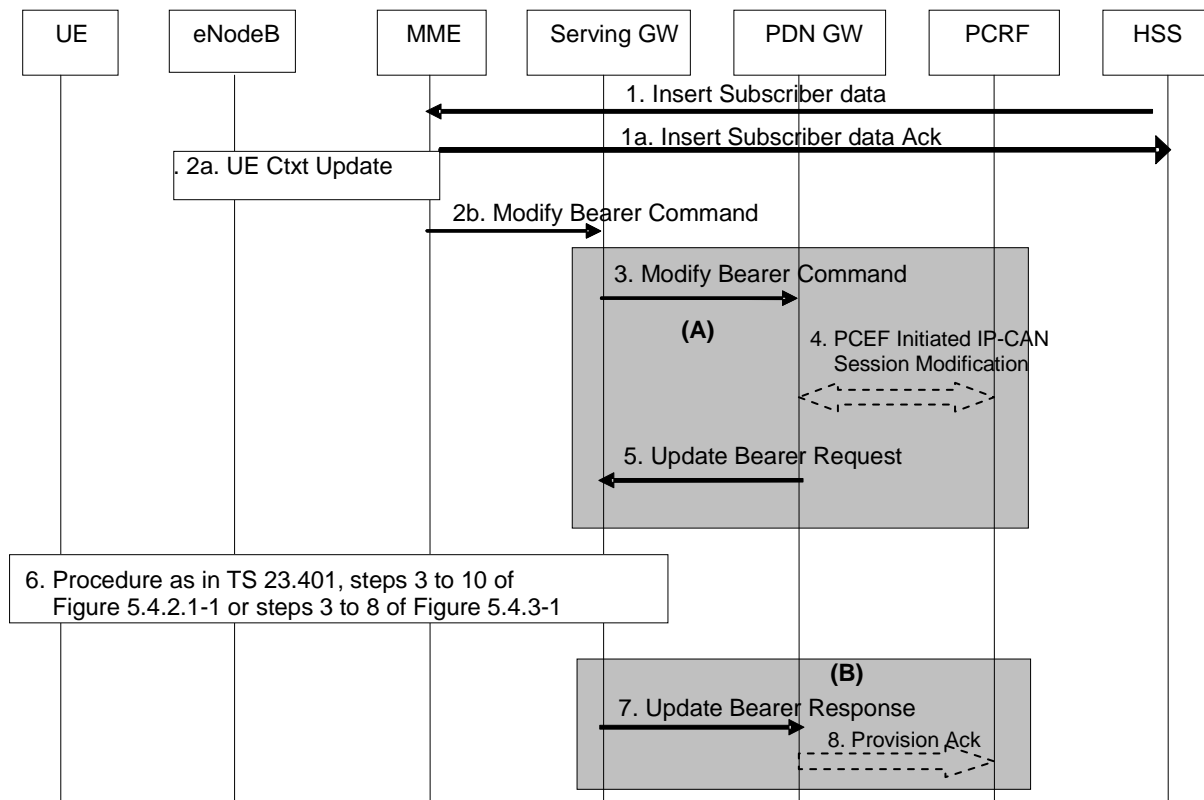 UE
eNodeB
MME
Serving GW
PDN GW
PCRF
HSS
1. Insert Subscriber data
1a. Insert Subscriber data Ack
. 2a. UE Ctxt Update
2b. Modify Bearer Command
3. Modify Bearer Command
(A)
4. PCEF Initiated IP-CAN
Session Modification
5. Update Bearer Request
6. Procedure as in TS 23.401, steps 3 to 10 of
Figure 5.4.2.1-1 or steps 3 to 8 of Figure 5.4.3-1
(B)
7. Update Bearer Response
8. Provision Ack